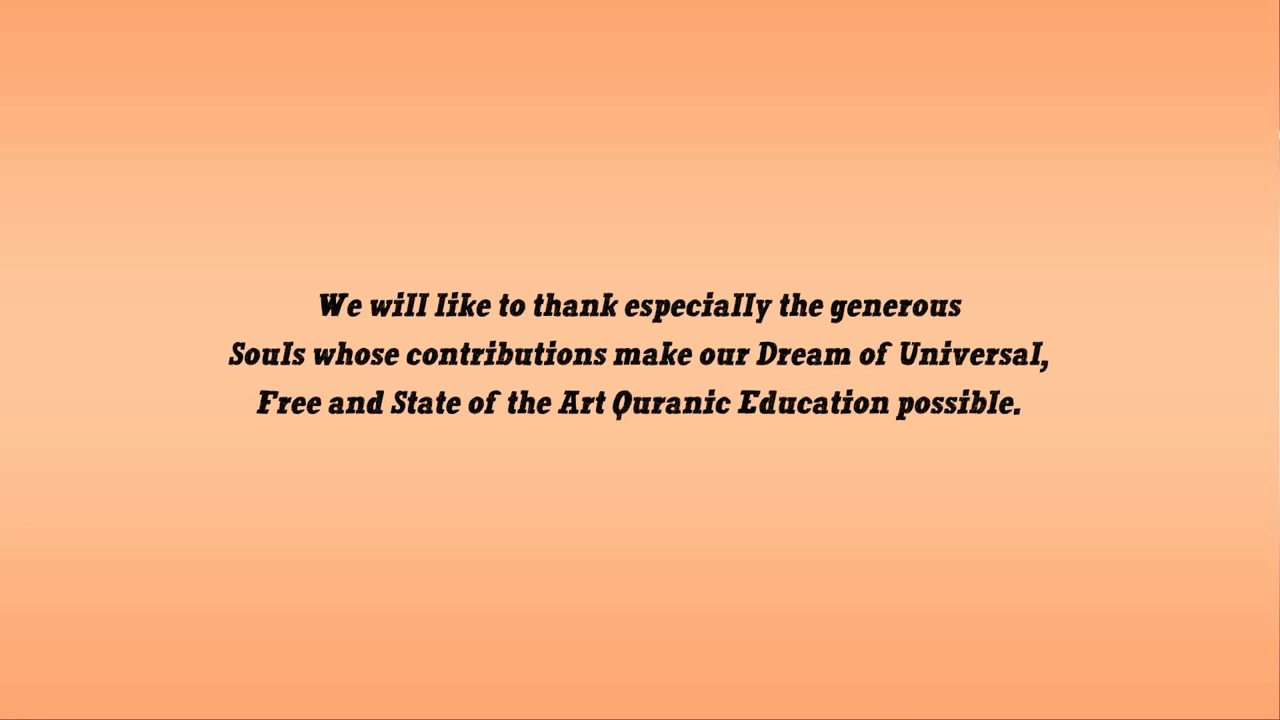 We will like to thank especially the generous
Souls whose contributions make our Dream of Universal,
Free and State of the Art Quranic Education possible.